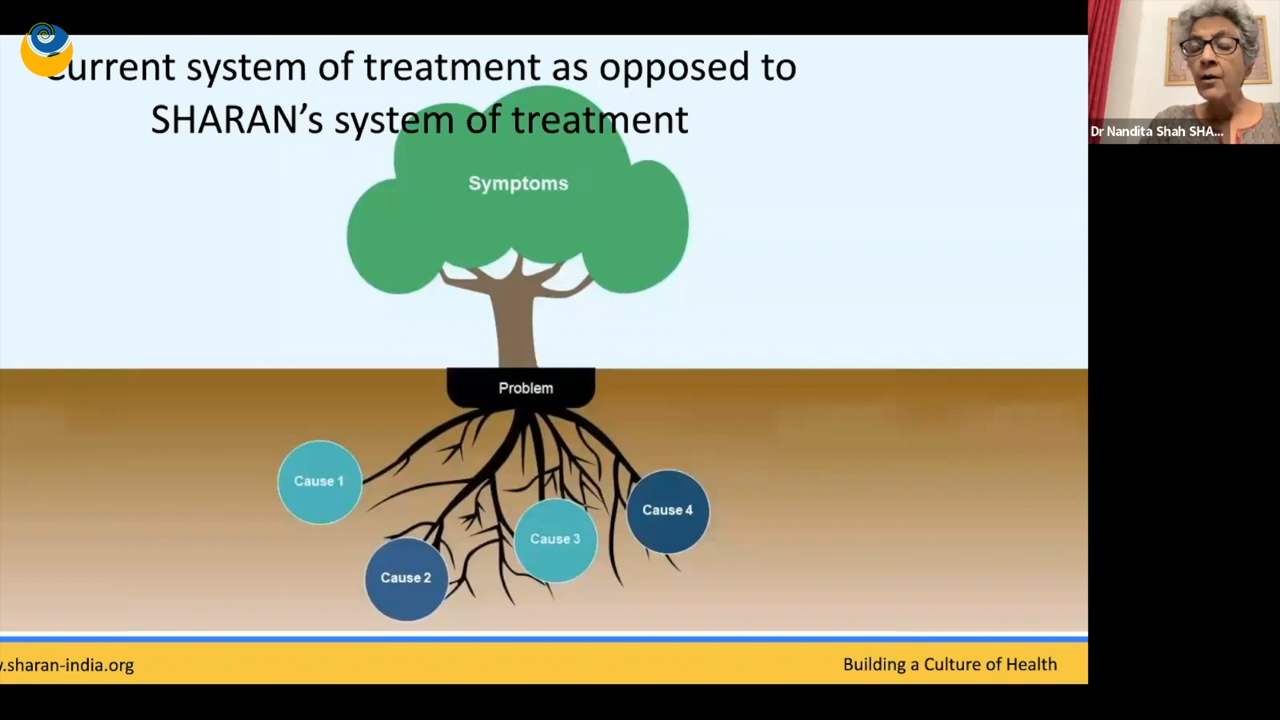 Current system of treatment as opposed to
SHARAN's system of treatment
Dr Nandita Shah SHA...
Symptoms
Problem
Cause 1
Cause 4
Cause 3
Cause 2
.sharan-india.org
Building a Culture of Health